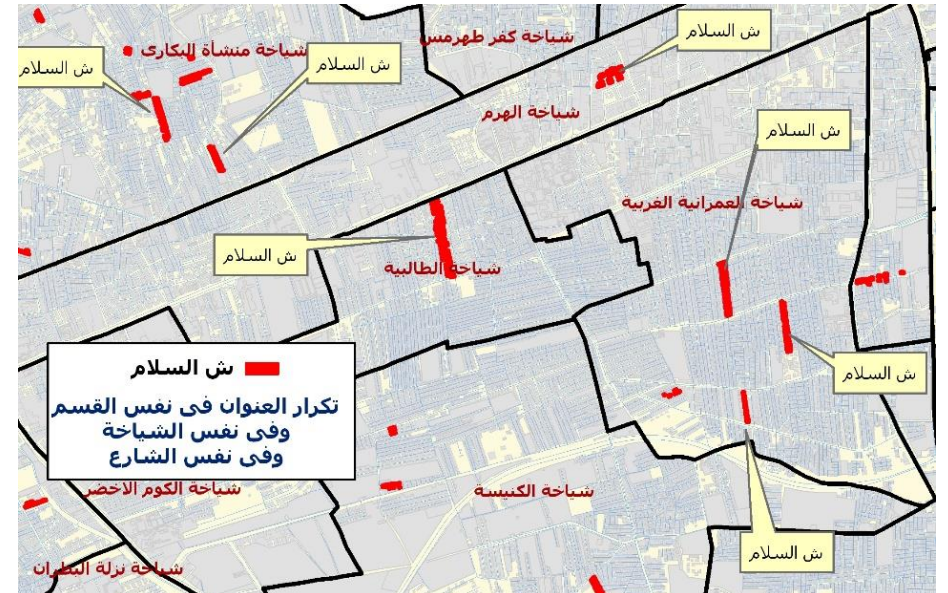 شياخة كفر طهرمس
ش السلام
شياخة منشأة البكارى
ش السلام
ش السلام
شياخة الهرم
ش السلام
شياخة العمرانية الغربية
ش السلام
شياخة الطالبية
ش السلام
ش السلام
تكرار العنوان فى نفس القسم
وفى نفس الشياخة
وفى نفس الشارع
شياخة الكوم الاخضر
شياخة الكنيسة
ش السلام
شياخة نزلة البطران